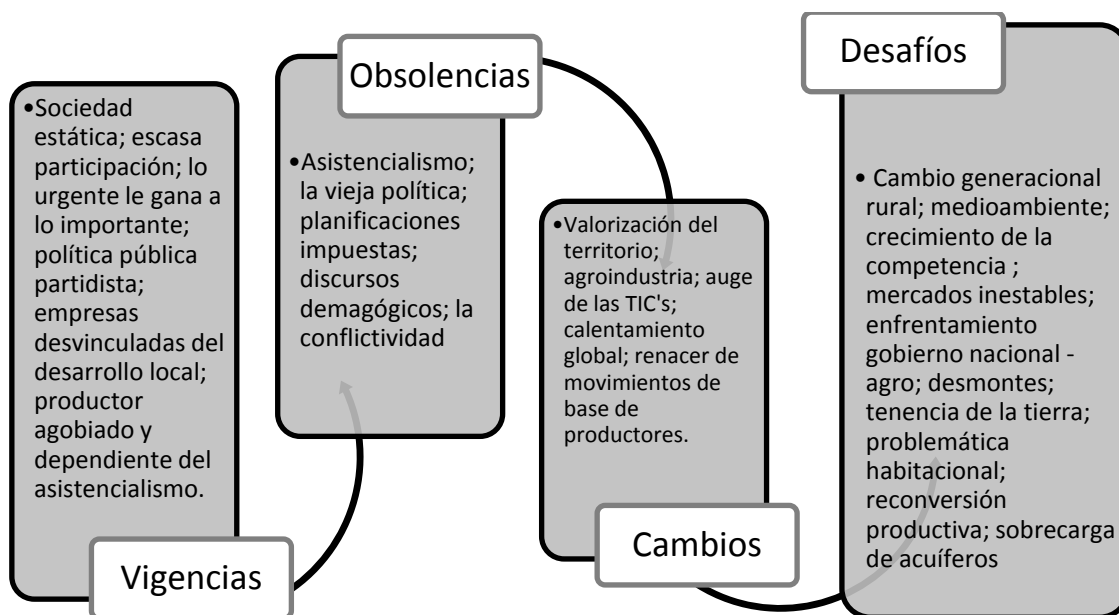 •Sociedad
estática; escasa
participación; lo
urgente le gana a
lo importante;
política pública
partidista;
empresas
desvinculadas del
desarrollo local;
productor
agobiado y
dependiente del
asistencialismo.
Vigencias
Obsolencias
•Asistencialismo;
la vieja política;
planificaciones
impuestas;
discursos
demagógicos; la
conflictividad
•Valorización del
territorio;
agroindustria; auge
de las TIC's;
calentamiento
global; renacer de
movimientos de
base de
productores.
Cambios
Desafíos
• Cambio generacional
rural; medioambiente;
crecimiento de la
competencia ;
mercados inestables;
enfrentamiento
gobierno nacional -
agro; desmontes;
tenencia de la tierra;
problemática
habitacional;
reconversión
productiva; sobrecarga
de acuíferos